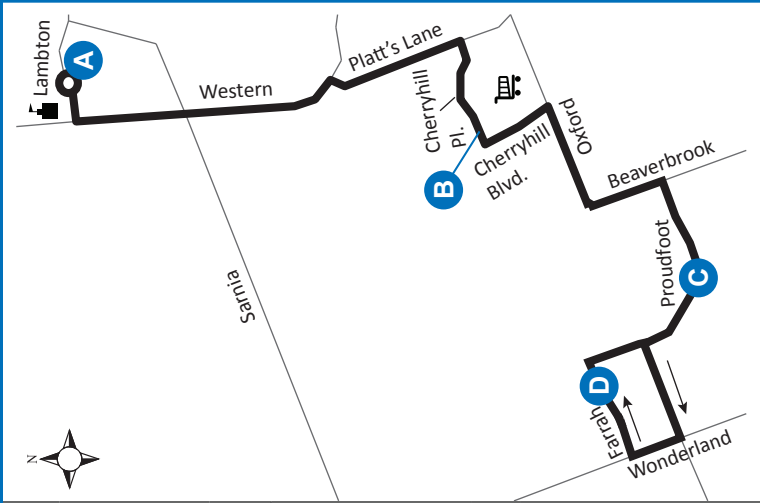 Lambton
A
Western
Platt's Lane
Cherryhill
Pl.
B
Cherryhill
Blvd.
Oxford
Beaverbrook
Sarnia
Proudfoot
C
D
Farrah
Wonderland
N